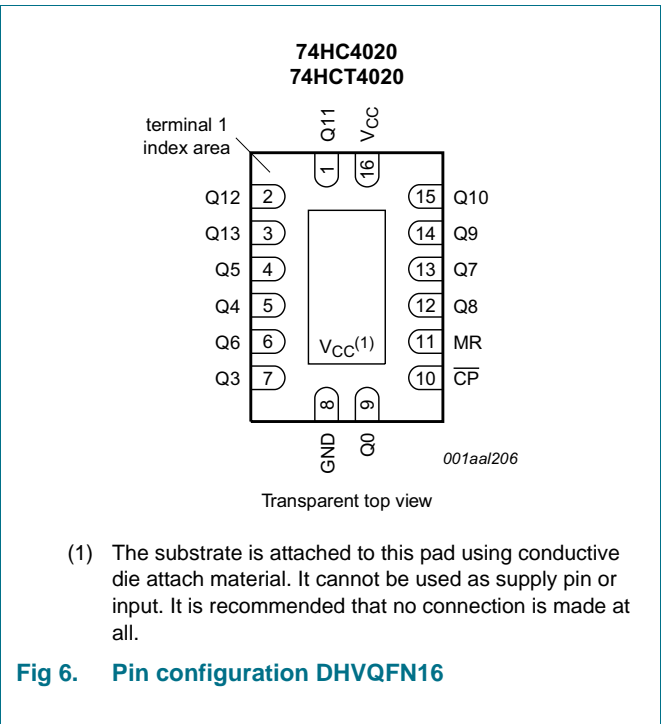 74HC4020
74HCT4020
terminal 1
index area
Q11
VCC
1
16
Q12 2 15 Q10
Q13 3 14 Q9
Q5 4 13 Q7
Q4 5 12 Q8
Q6 6 VCC(1) 11 MR
Q3 7 10 CP
8
9
GND
Q0
001aal206
Transparent top view
(1) The substrate is attached to this pad using conductive
die attach material. It cannot be used as supply pin or
input. It is recommended that no connection is made at
all.
Fig 6. Pin configuration DHVQFN16